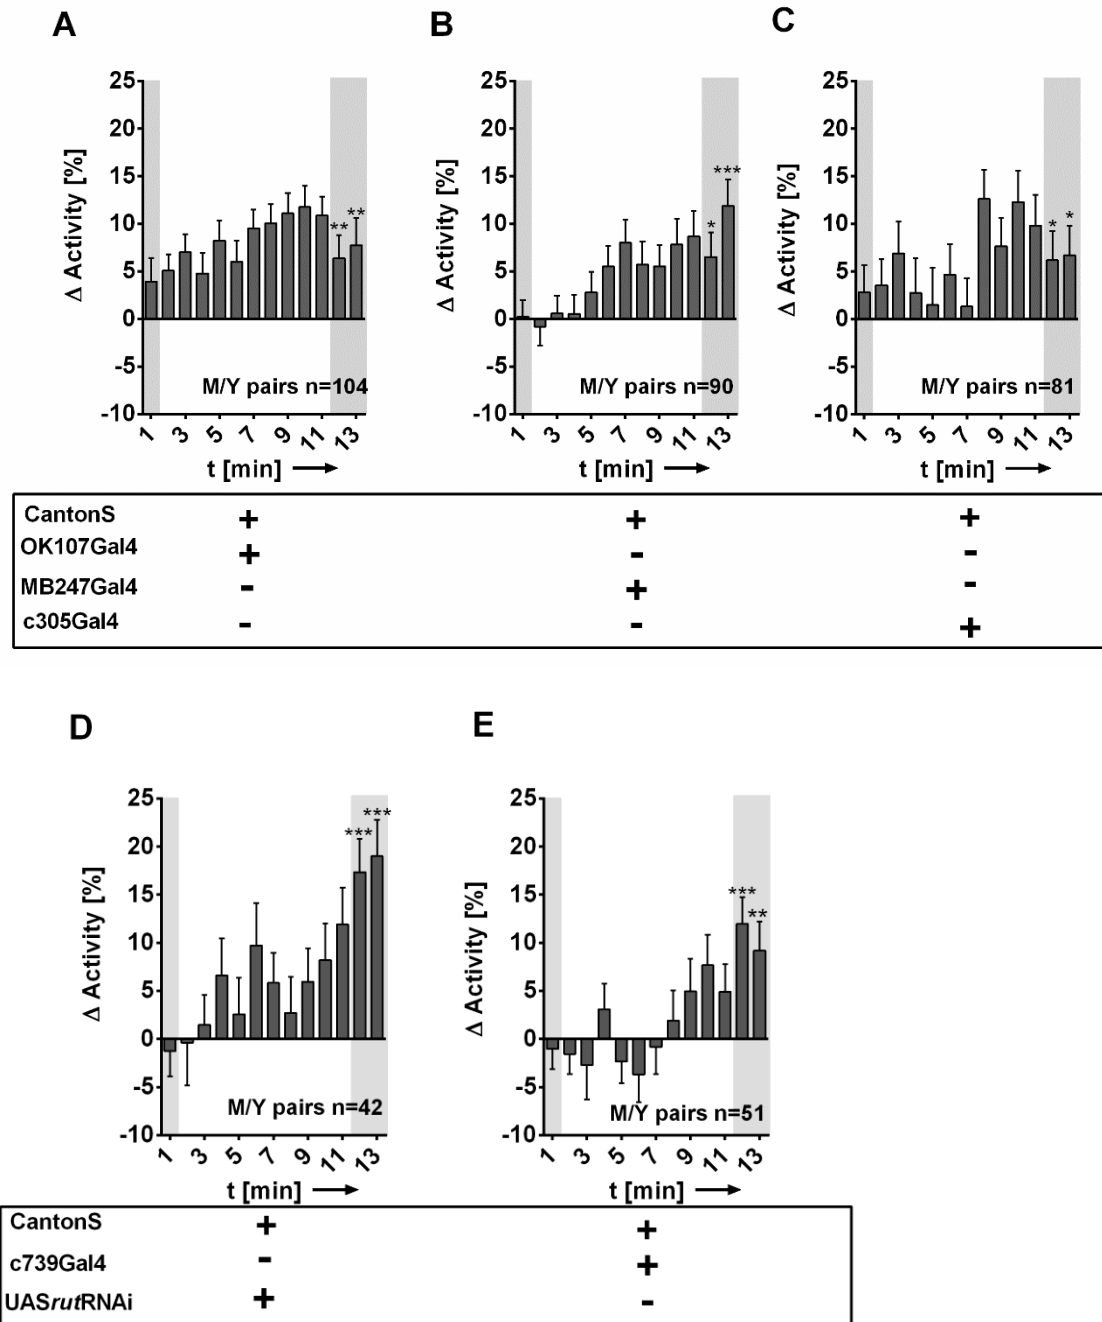 A B C
25 25 25
20 20 20
15 15 15
10 10 10
5 5 5
0 0 0
-5 -5 -5
-10 -10 -10
Δ Activity [%] Δ Activity [%] Δ Activity [%]
** ** * *** * *
M/Y pairs n=104 M/Y pairs n=90 M/Y pairs n=81
1 3 5 7 9 11 13 1 3 5 7 9 11 13 1 3 5 7 9 11 13
t [min] → t [min] → t [min] →
CantonS + + +
OK107Gal4 + - -
MB247Gal4 - + -
c305Gal4 - - +
D E
25 25
20 20
15 15
10 10
5 5
0 0
-5 -5
-10 -10
Δ Activity [%] Δ Activity [%]
*** *** *** **
M/Y pairs n=42 M/Y pairs n=51
1 3 5 7 9 11 13 1 3 5 7 9 11 13
t [min] → t [min] →
CantonS + +
c739Gal4 - +
UASrutRNAi + -